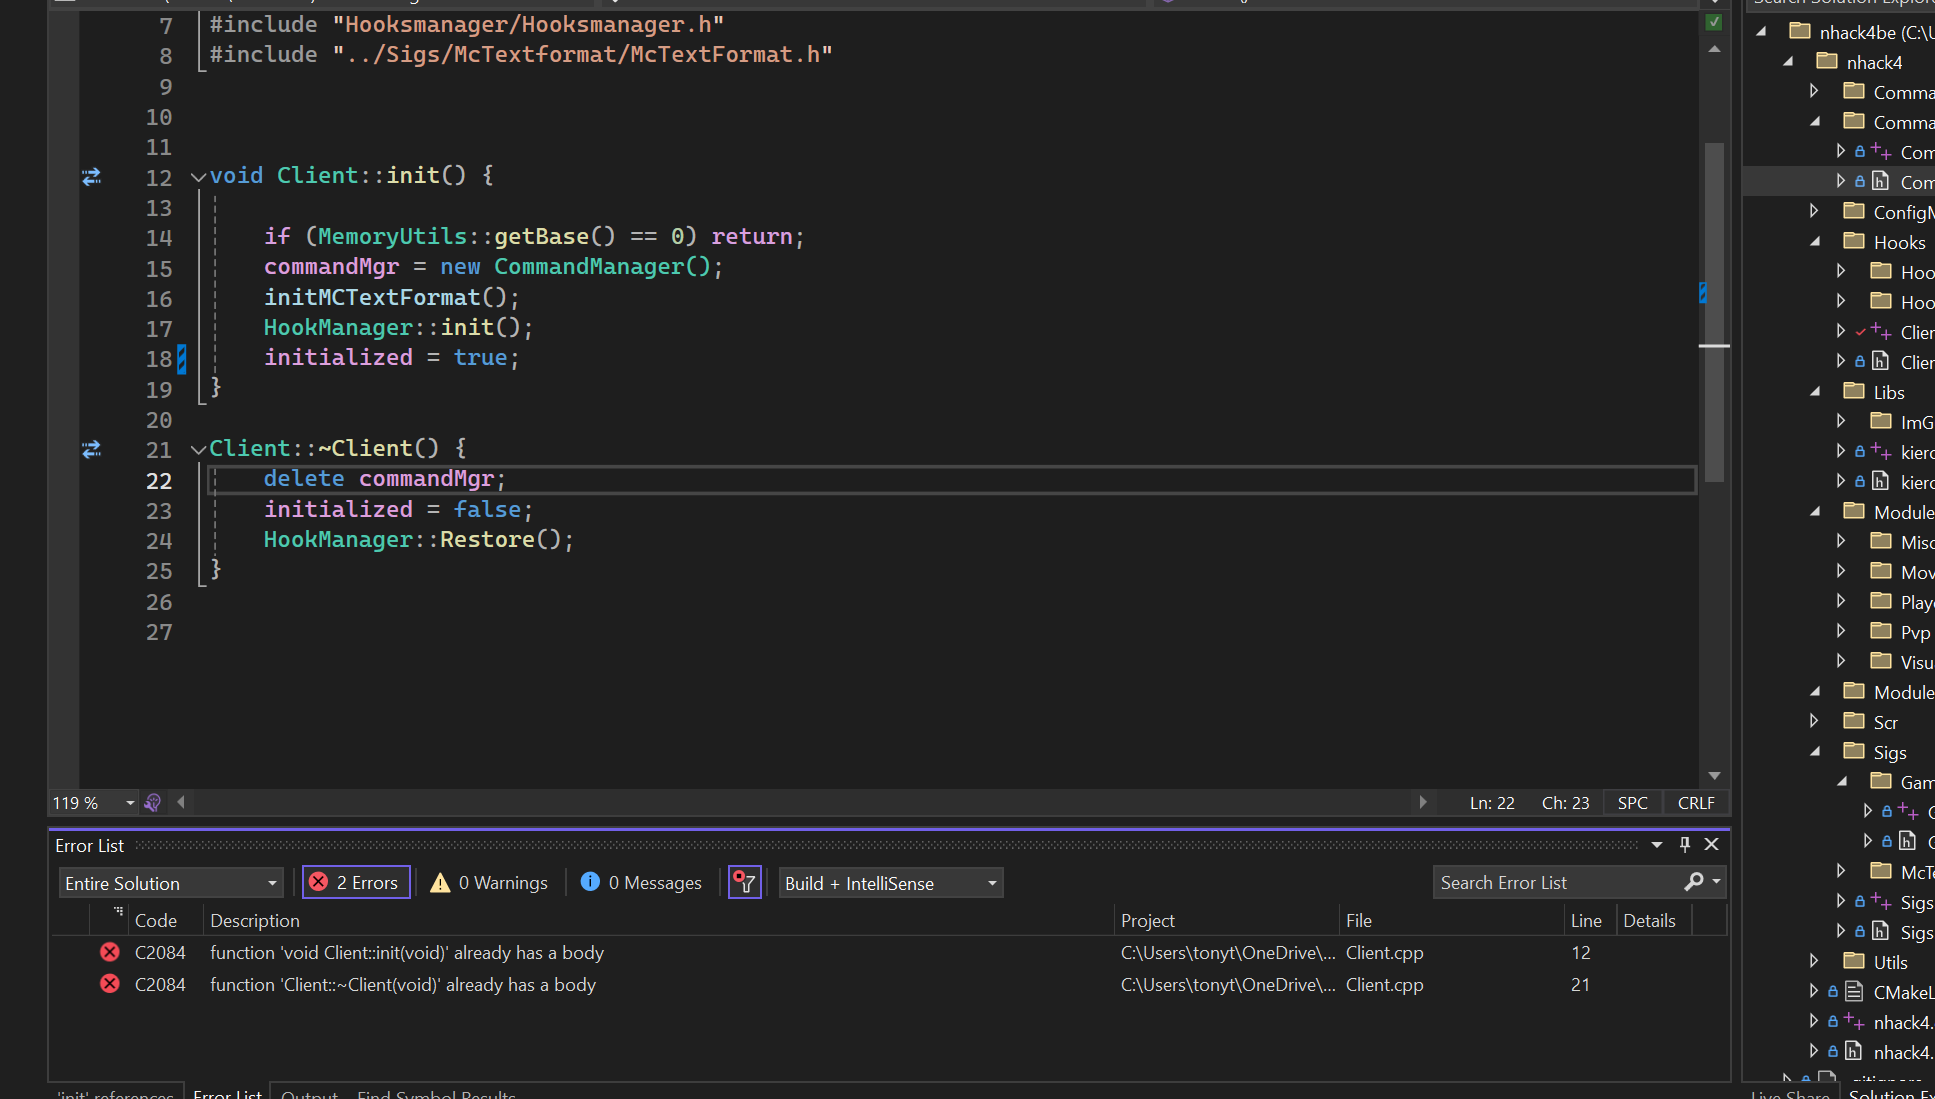 7 #include "Hooksmanager/Hooksmanager.h"
8 #include "../Sigs/McTextformat/McTextFormat.h"
9
10
11
12 void Client::init() {
13
14 if (MemoryUtils::getBase() == 0) return;
15 commandMgr = new CommandManager();
16 initMCTextFormat();
17 HookManager::init();
18 initialized = true;
19 }
20
21 Client::~Client() {
22 delete commandMgr;
23 initialized = false;
24 HookManager::Restore();
25 }
26
27
119 %
Ln: 22 Ch: 23 SPC CRLF
Error List
Entire Solution 2 Errors 0 Warnings 0 Messages Build + IntelliSense Search Error List
Code Description Project File Line Details
C2084 function 'void Client::init(void)' already has a body C:\Users\tonyt\OneDrive\... Client.cpp 12
C2084 function 'Client::~Client(void)' already has a body C:\Users\tonyt\OneDrive\... Client.cpp 21
'init' references Error List Output Find Symbol Results
nhack4be (C:\U
nhack4
Comma
Comma
Com
Com
ConfigM
Hooks
Hoo
Hoo
Clien
Clien
Libs
ImG
kiero
kiero
Module
Misc
Mov
Playe
Pvp
Visu
Module
Scr
Sigs
Gam
McTe
Sigs
Sigs
Utils
CMakeL
nhack4.
nhack4.
.gitignore
Live Share Solution Ex